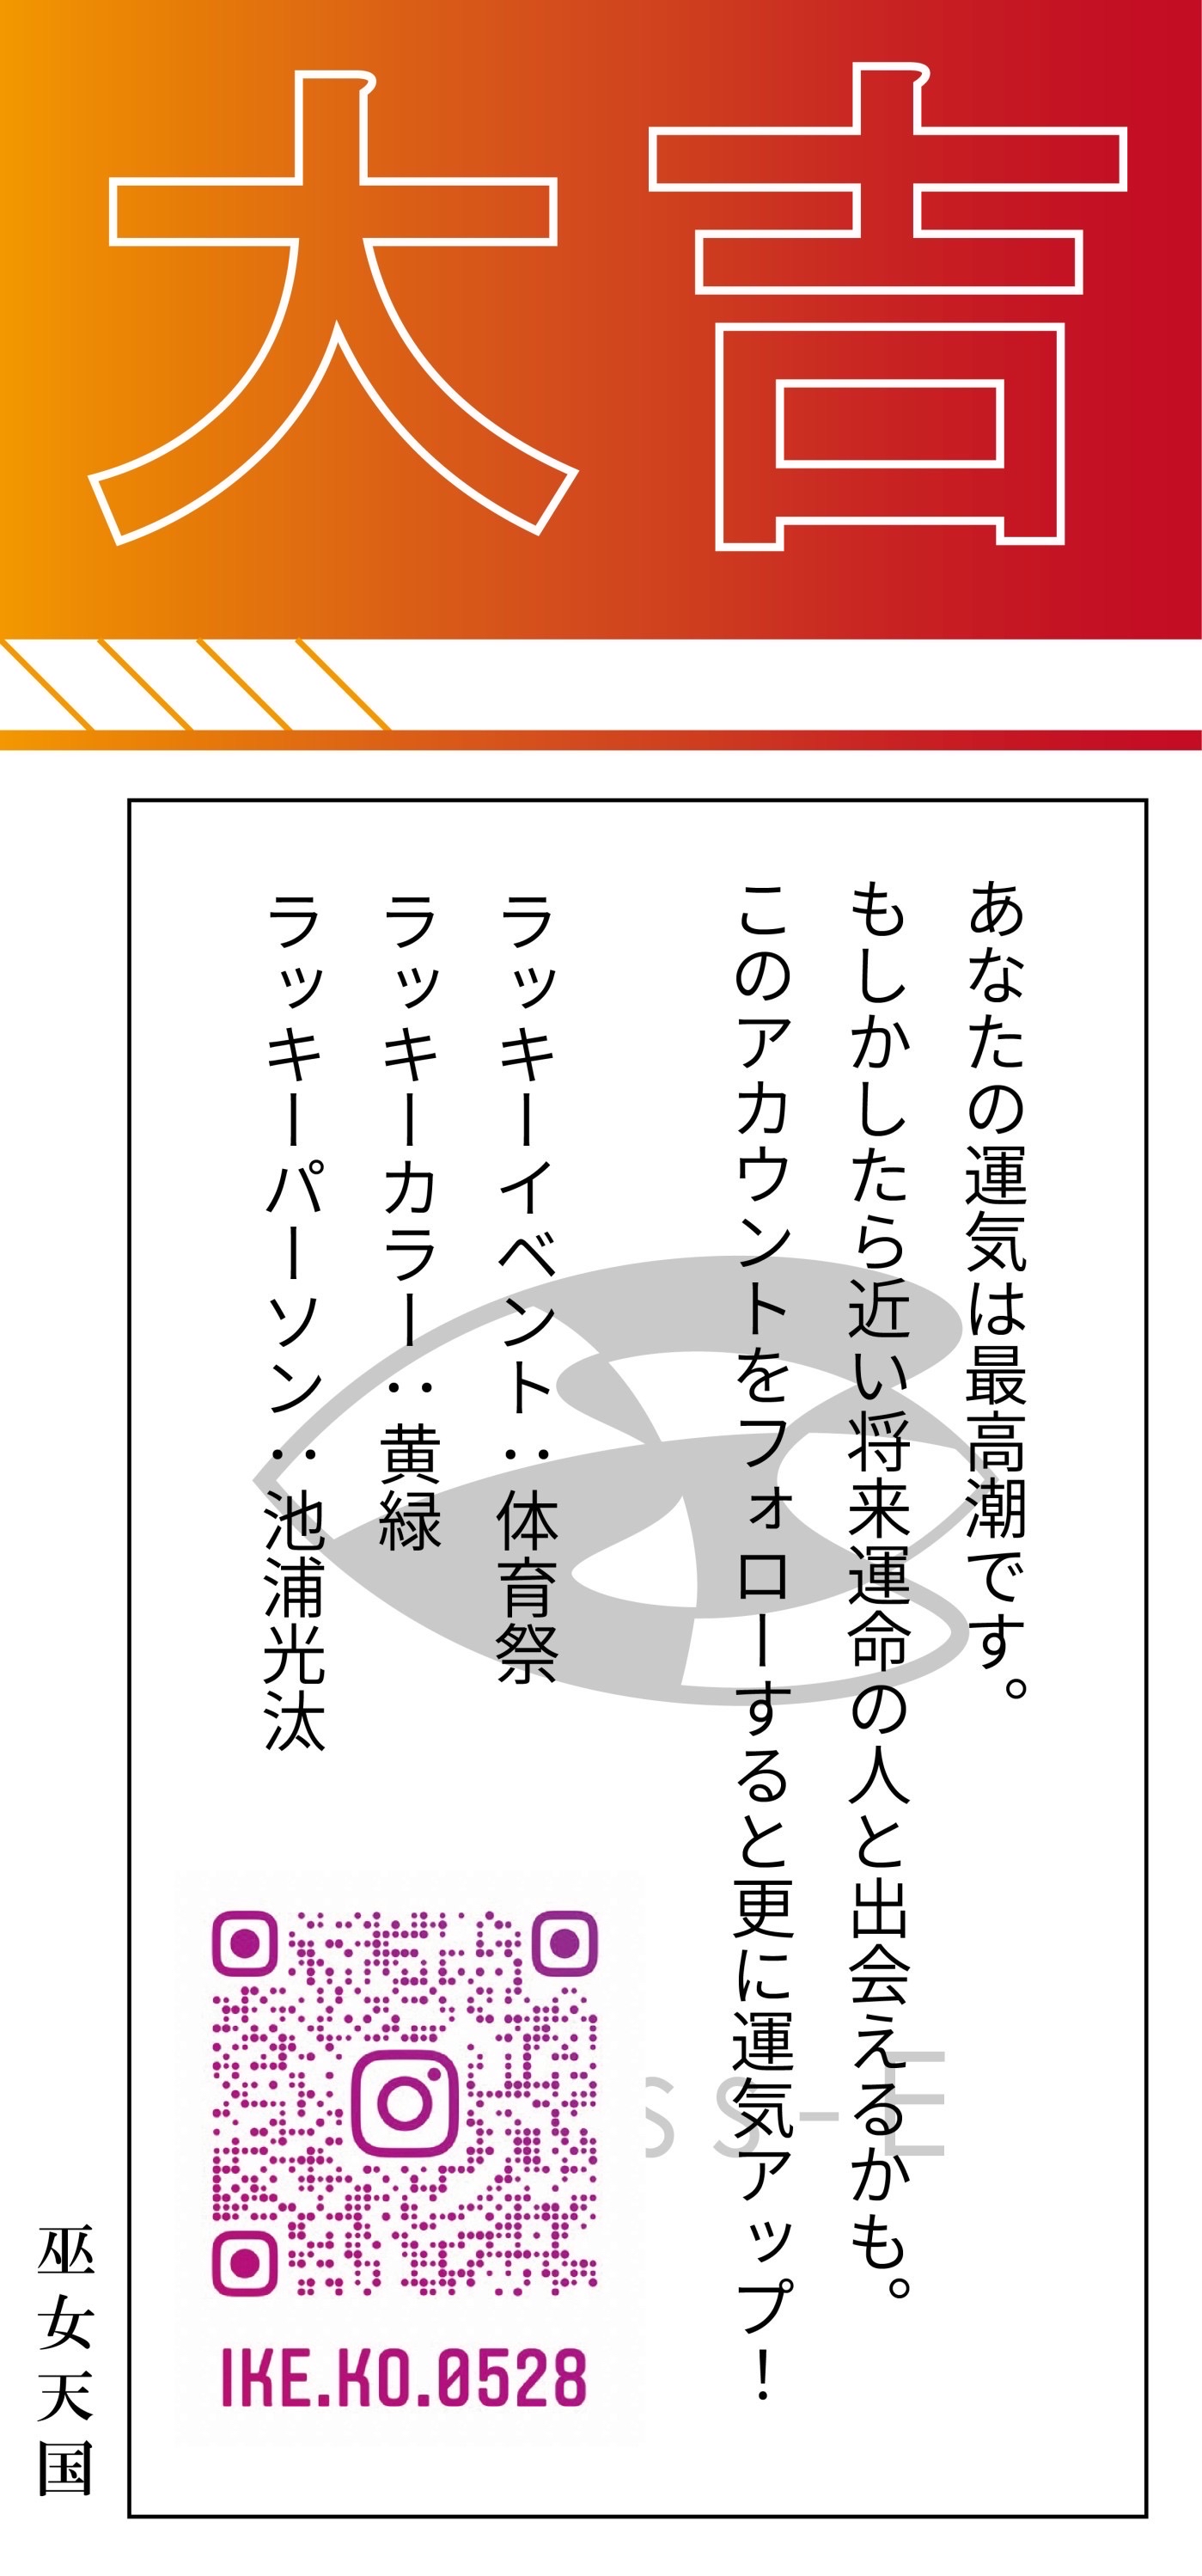 大吉
あなたの運気は最高潮です。
もしかしたら近い将来運命の人と出会えるかも。
このアカウントをフォローすると更に運気アップ！
ラッキーイベント：体育祭
ラッキーカラー：黄緑
ラッキーパーソン：池浦光汰
ss-E
IKE.KO.0528
巫女天国